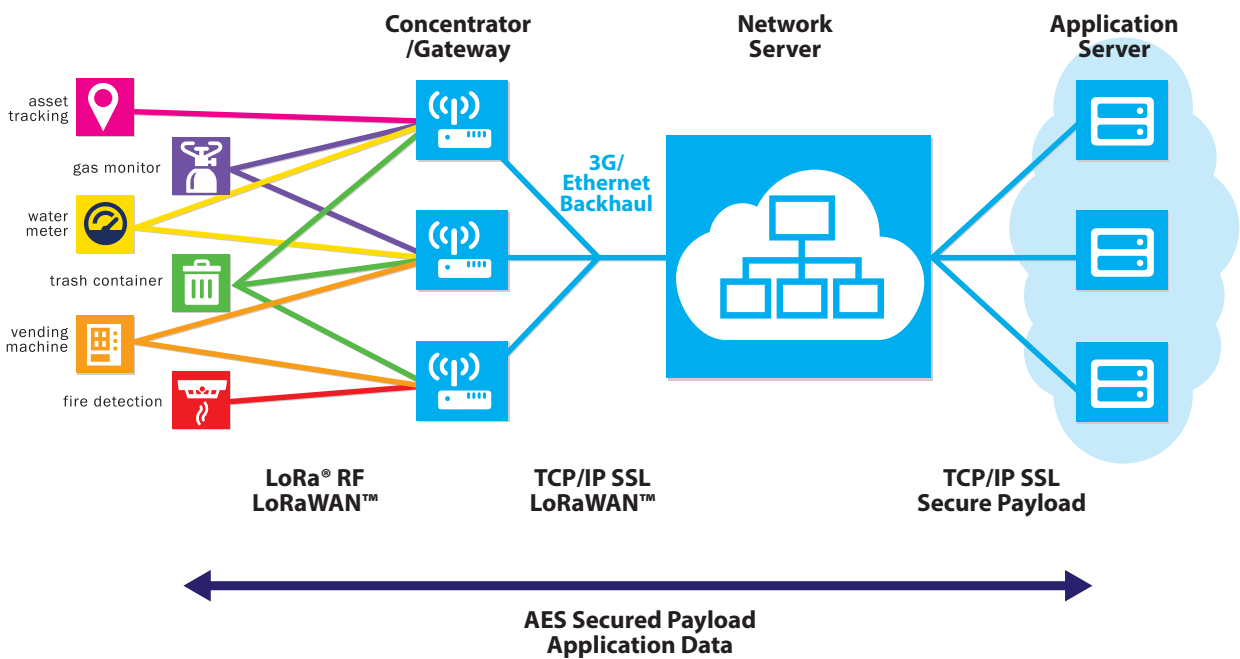 Concentrator
/Gateway
Network
Server
Application
Server
asset
tracking
gas monitor
water
meter
trash container
vending
machine
fire detection
3G/
Ethernet
Backhaul
LoRa® RF
LoRaWAN™
TCP/IP SSL
LoRaWAN™
TCP/IP SSL
Secure Payload
AES Secured Payload
Application Data